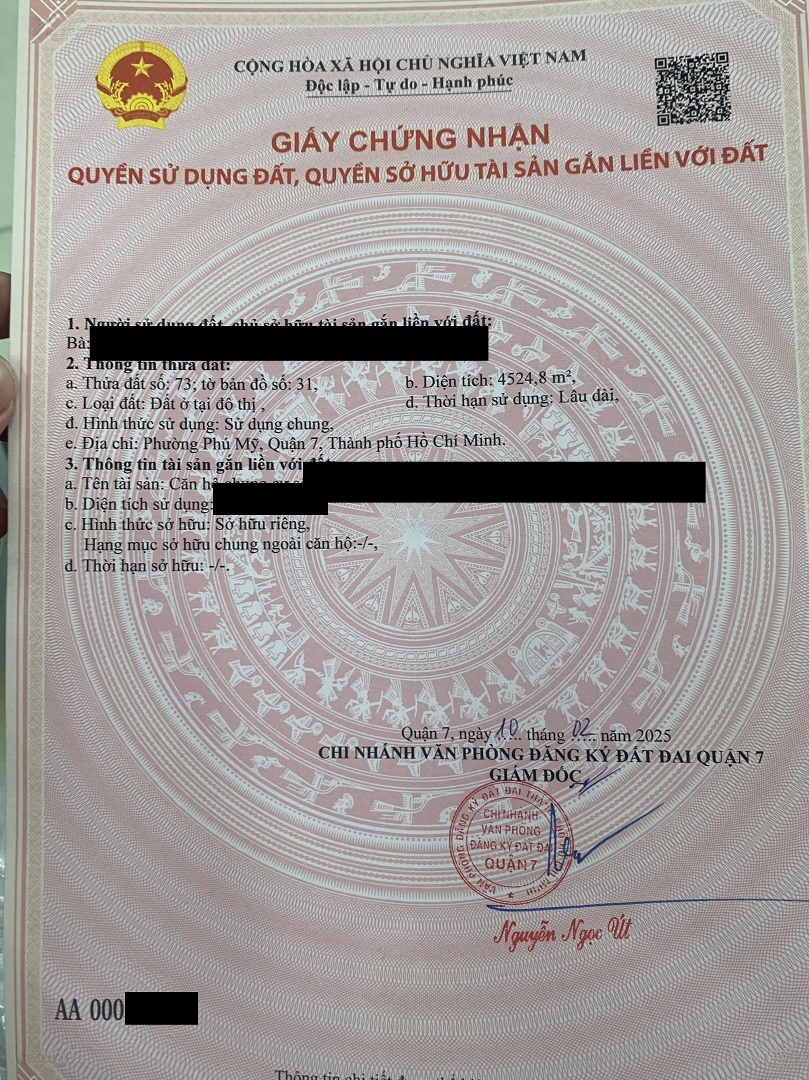 CỘNG HÒA XÃ HỘI CHỦ NGHĨA VIỆT NAM
Độc lập - Tự do - Hạnh phúc
GIẤY CHỨNG NHẬN
QUYỀN SỬ DỤNG ĐẤT, QUYỀN SỞ HỮU TÀI SẢN GẮN LIỀN VỚI ĐẤT
1. Người sử dụng đất, chủ sở hữu tài sản gắn liền với đất:
Bà:
2. Thông tin thửa đất:
a. Thửa đất số: 73; tờ bản đồ số: 31, b. Diện tích: 4524,8 m²,
c. Loại đất: Đất ở tại đô thị , d. Thời hạn sử dụng: Lâu dài,
đ. Hình thức sử dụng: Sử dụng chung,
e. Địa chỉ: Phường Phú Mỹ, Quận 7, Thành phố Hồ Chí Minh.
3. Thông tin tài sản gắn liền với đất:
a. Tên tài sản: Căn hộ chung cư
b. Diện tích sử dụng:
c. Hình thức sở hữu: Sở hữu riêng,
Hạng mục sở hữu chung ngoài căn hộ:-/-,
d. Thời hạn sở hữu: -/-.
Quận 7, ngày 10 tháng 02 năm 2025
CHI NHÁNH VĂN PHÒNG ĐĂNG KÝ ĐẤT ĐAI QUẬN 7
GIÁM ĐỐC
VĂN PHÒNG ĐĂNG KÝ ĐẤT ĐAI
CHI NHÁNH
VĂN PHÒNG
ĐĂNG KÝ ĐẤT ĐAI
QUẬN 7
Nguyễn Ngọc Út
AA 000